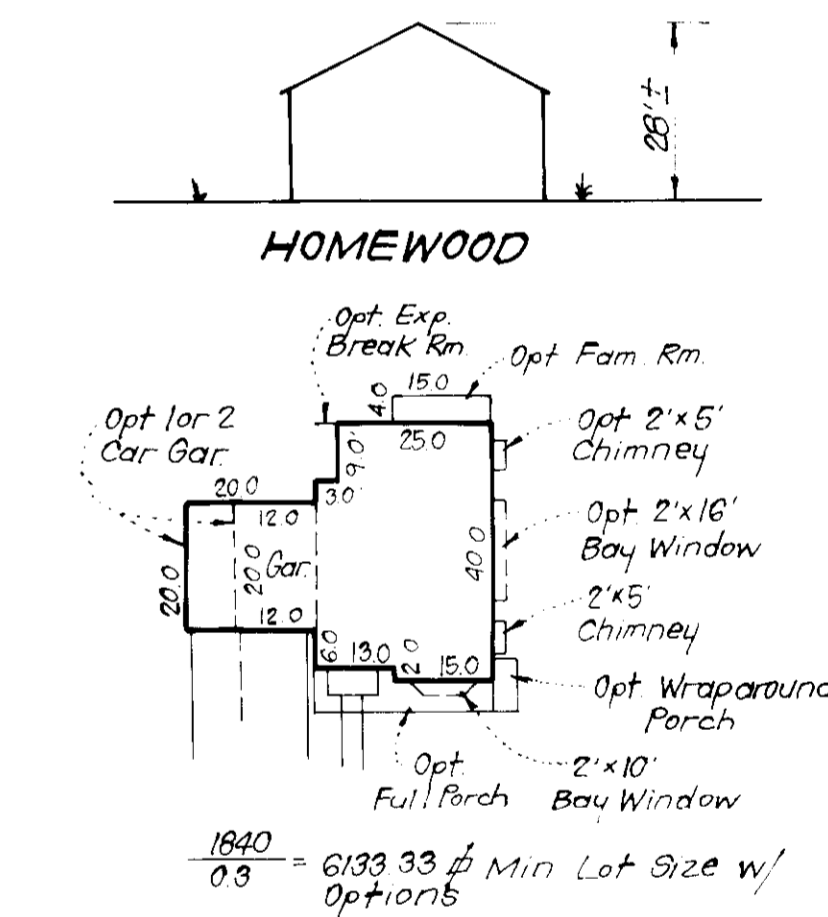 28'±
HOMEWOOD
Opt. Exp.
Break Rm.
Opt Fam. Rm.
15.0
4.0
Opt 1or 2
Car Gar.
25.0
Opt 2'x5'
Chimney
9.0'
20.0
3.0
12.0
Opt. 2'x16'
Bay Window
20.0
20.0
Gar.
40.0
12.0
2'x5'
Chimney
6.0
13.0
2.0
15.0
Opt. Wraparound
Porch
Opt.
Full Porch
2'x10'
Bay Window
1840
0.3
= 6133.33 ⏍ Min Lot Size w/
Options